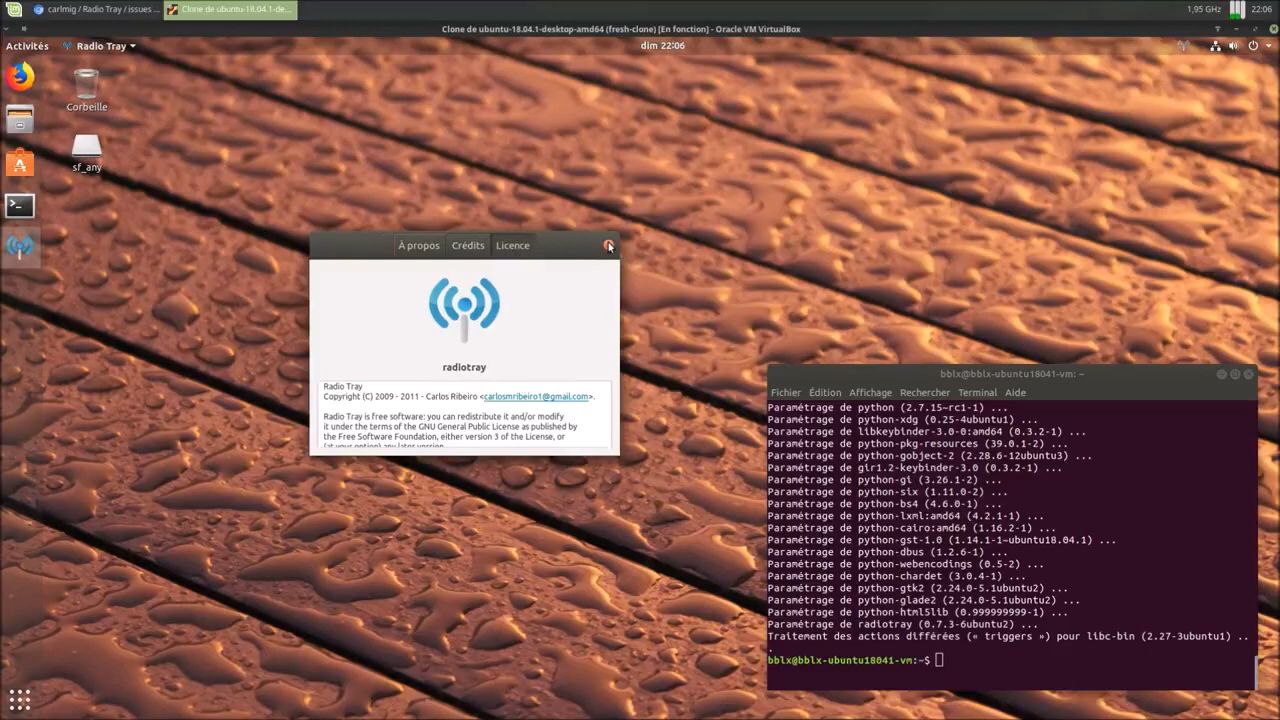 carlmig / Radio Tray / issues ...
Clone de ubuntu-18.04.1-de...
1,95 GHz
22:06
Clone de ubuntu-18.04.1-desktop-amd64 (fresh-clone) [En fonction] - Oracle VM VirtualBox
Activités
Radio Tray
dim 22:06
Corbeille
sf_any
À propos
Crédits
Licence
radiotray
Radio Tray
Copyright (C) 2009 - 2011 - Carlos Ribeiro <carlosmribeiro1@gmail.com>.
Radio Tray is free software: you can redistribute it and/or modify
it under the terms of the GNU General Public License as published by
the Free Software Foundation, either version 3 of the License, or
(at your option) any later version.
bblx@bblx-ubuntu18041-vm: ~
Fichier Édition Affichage Rechercher Terminal Aide
Paramétrage de python (2.7.15~rc1-1) ...
Paramétrage de python-xdg (0.25-4ubuntu1) ...
Paramétrage de libkeybinder-3.0-0:amd64 (0.3.2-1) ...
Paramétrage de python-pkg-resources (39.0.1-2) ...
Paramétrage de python-gobject-2 (2.28.6-12ubuntu3) ...
Paramétrage de gir1.2-keybinder-3.0 (0.3.2-1) ...
Paramétrage de python-gi (3.26.1-2) ...
Paramétrage de python-six (1.11.0-2) ...
Paramétrage de python-bs4 (4.6.0-1) ...
Paramétrage de python-lxml:amd64 (4.2.1-1) ...
Paramétrage de python-cairo:amd64 (1.16.2-1) ...
Paramétrage de python-gst-1.0 (1.14.1-1~ubuntu18.04.1) ...
Paramétrage de python-dbus (1.2.6-1) ...
Paramétrage de python-webencodings (0.5-2) ...
Paramétrage de python-chardet (3.0.4-1) ...
Paramétrage de python-gtk2 (2.24.0-5.1ubuntu2) ...
Paramétrage de python-glade2 (2.24.0-5.1ubuntu2) ...
Paramétrage de python-html5lib (0.999999999-1) ...
Paramétrage de radiotray (0.7.3-6ubuntu2) ...
Traitement des actions différées (« triggers ») pour libc-bin (2.27-3ubuntu1) ..
.
bblx@bblx-ubuntu18041-vm:~$